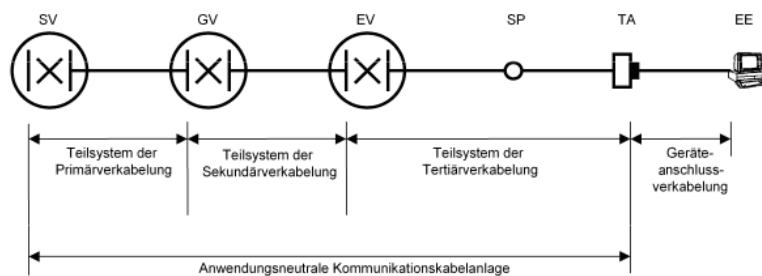 SV
GV
EV
SP
TA
EE
Teilsystem der
Primärverkabelung
Teilsystem der
Sekundärverkabelung
Teilsystem der
Tertiärverkabelung
Geräte-
anschluss-
verkabelung
Anwendungsneutrale Kommunikationskabelanlage